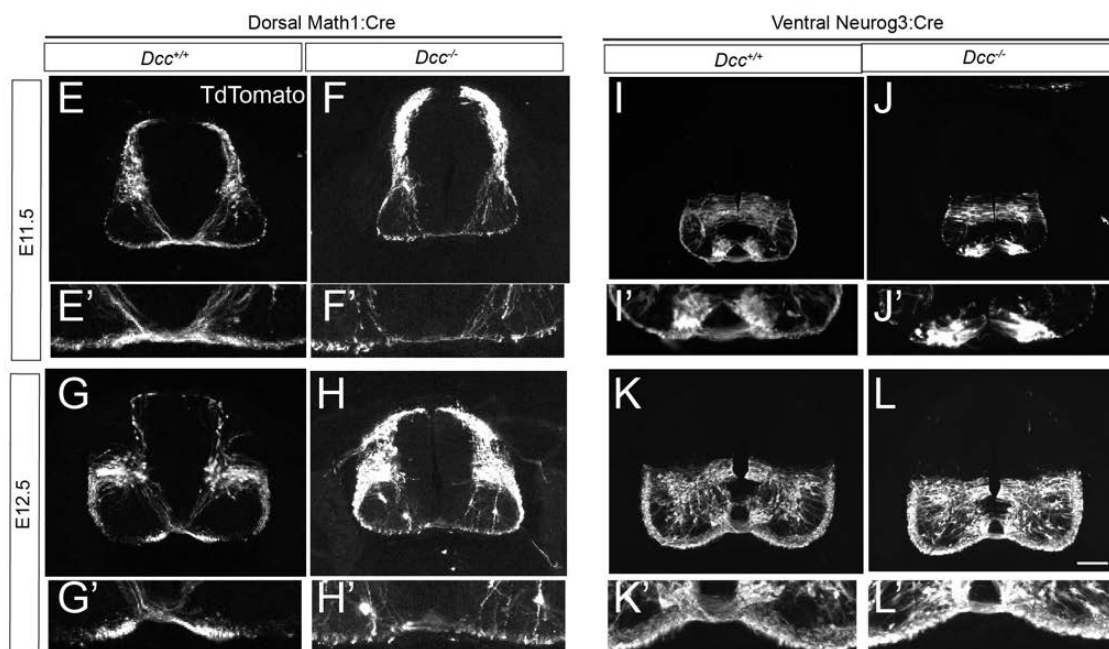 Dorsal Math1:Cre
Ventral Neurog3:Cre
Dcc+/+
Dcc-/-
Dcc+/+
Dcc-/-
E11.5
E TdTomato
F
I
J
E'
F'
I'
J'
E12.5
G
H
K
L
G'
H'
K'
L'